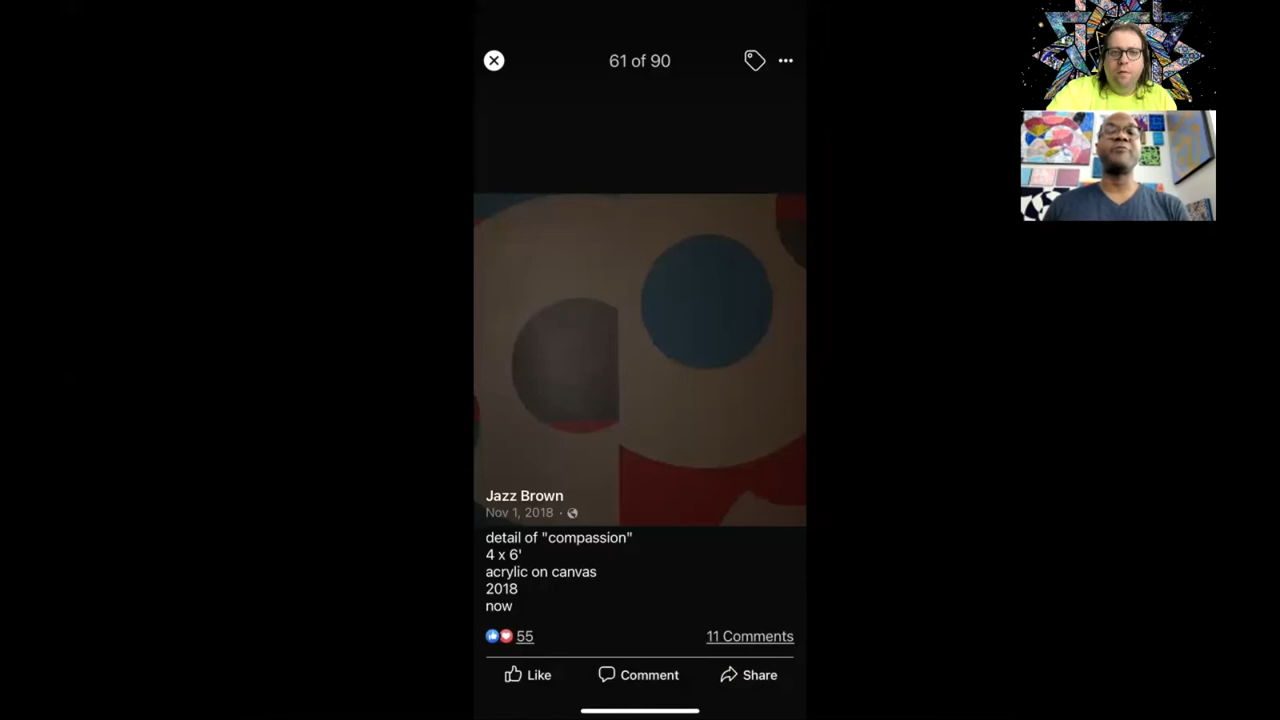 61 of 90
Jazz Brown
Nov 1, 2018 ·
detail of "compassion"
4 x 6'
acrylic on canvas
2018
now
55
11 Comments
Like
Comment
Share